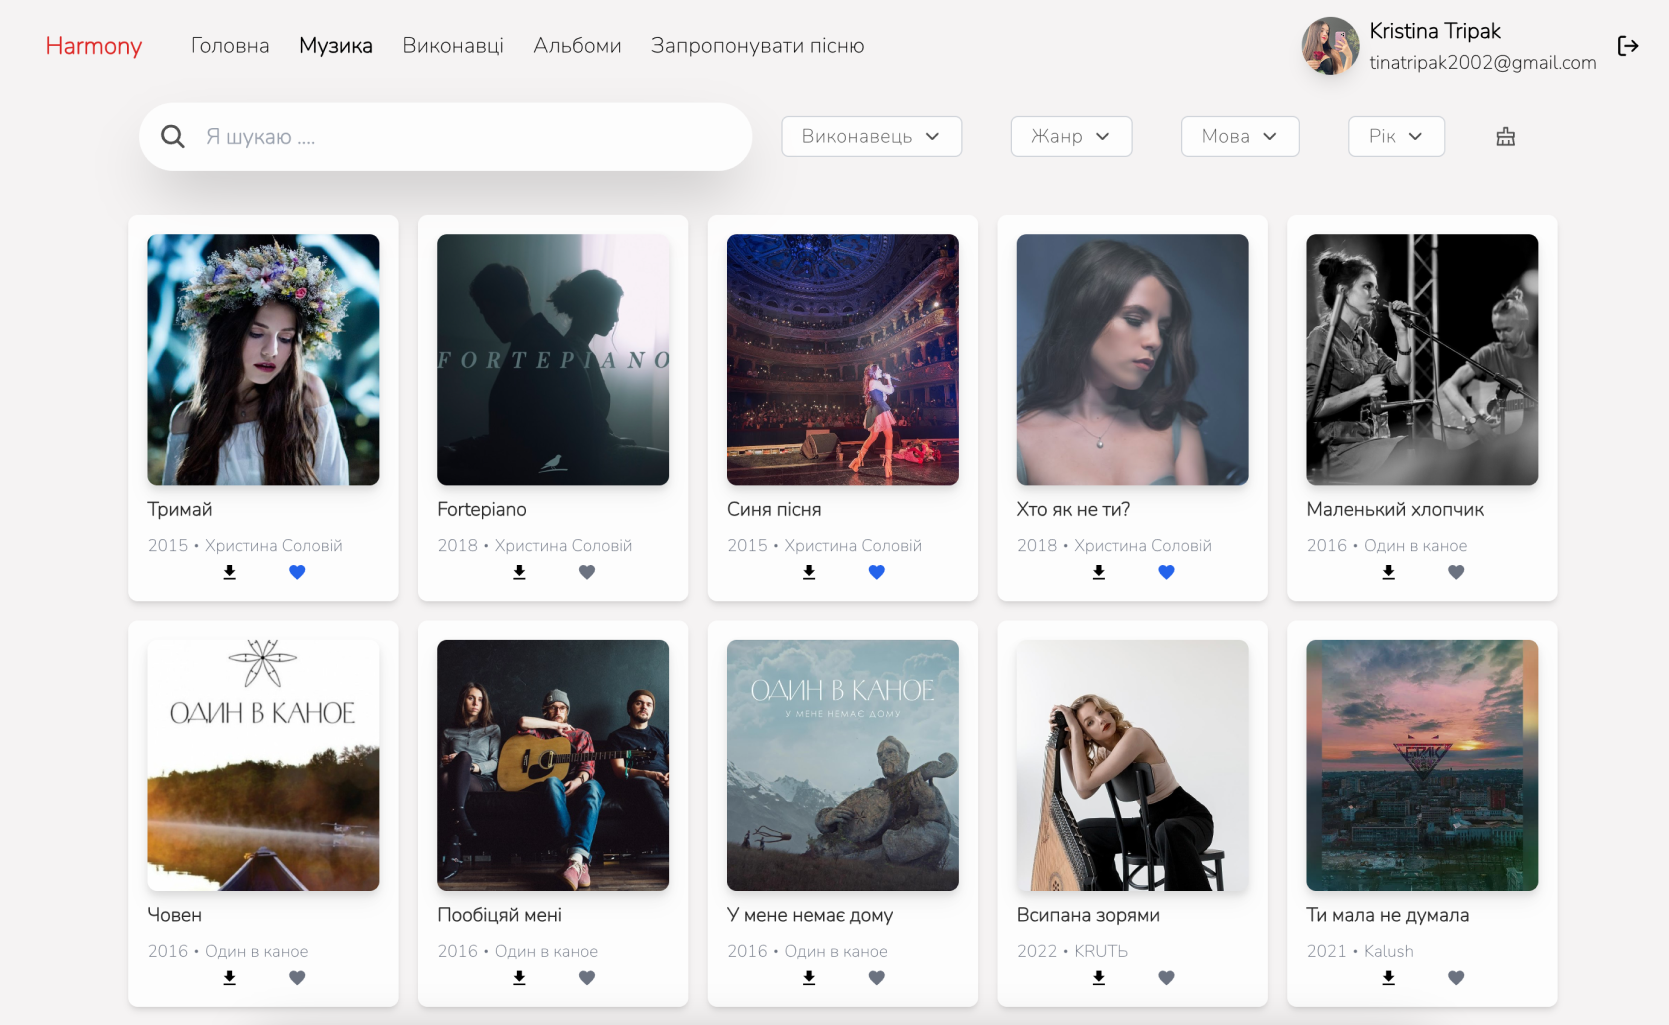 Harmony
Головна
Музика
Виконавці
Альбоми
Запропонувати пісню
Kristina Tripak
tinatripak2002@gmail.com
Я шукаю ....
Виконавець
Жанр
Мова
Рік
FORTEPIANO
Тримай
2015 • Христина Соловій
Fortepiano
2018 • Христина Соловій
Синя пісня
2015 • Христина Соловій
Хто як не ти?
2018 • Христина Соловій
Маленький хлопчик
2016 • Один в каное
ОДИН В КАНОЕ
ОДИН В КАНОЕ
У МЕНЕ НЕМАЄ ДОМУ
Човен
2016 • Один в каное
Пообіцяй мені
2016 • Один в каное
У мене немає дому
2016 • Один в каное
Всипана зорями
2022 • KRUTЬ
Ти мала не думала
2021 • Kalush